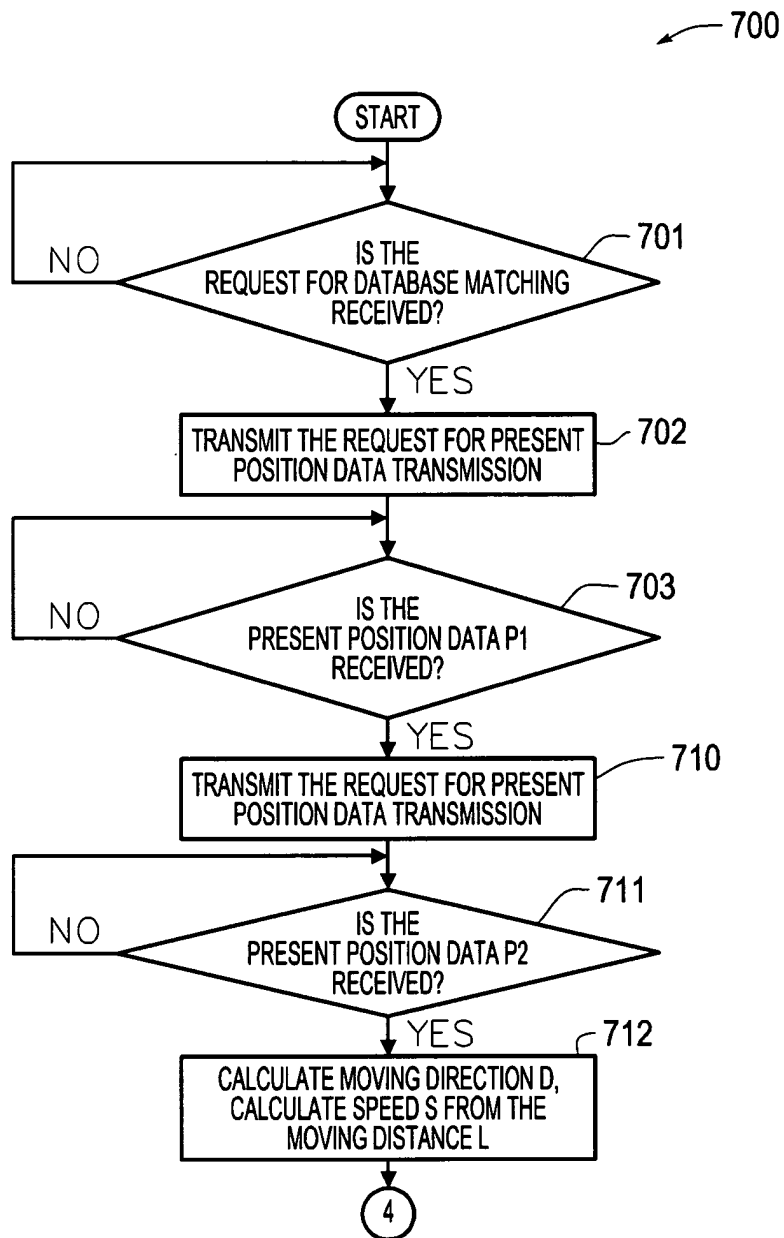 700
START
IS THE
REQUEST FOR DATABASE MATCHING
RECEIVED?
701
NO
YES
TRANSMIT THE REQUEST FOR PRESENT
POSITION DATA TRANSMISSION
702
IS THE
PRESENT POSITION DATA P1
RECEIVED?
703
NO
YES
TRANSMIT THE REQUEST FOR PRESENT
POSITION DATA TRANSMISSION
710
IS THE
PRESENT POSITION DATA P2
RECEIVED?
711
NO
YES
712
CALCULATE MOVING DIRECTION D,
CALCULATE SPEED S FROM THE
MOVING DISTANCE L
4